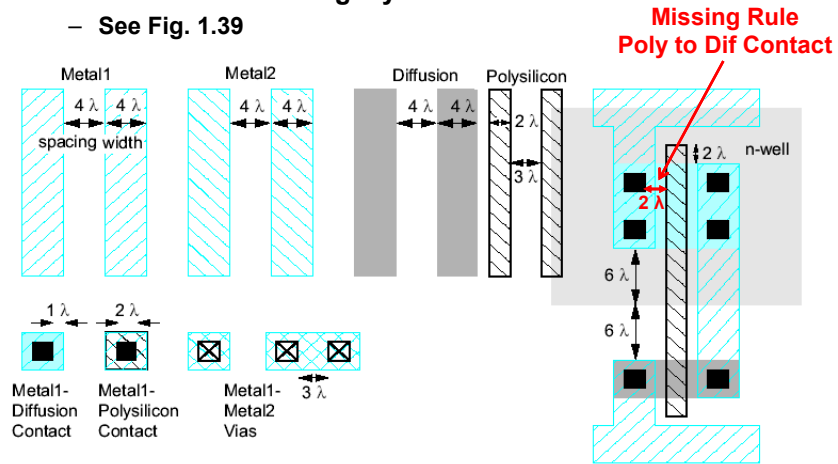 – See Fig. 1.39
Missing Rule
Poly to Dif Contact
Metal1
Metal2
Diffusion
Polysilicon
4 λ 4 λ
spacing width
4 λ 4 λ
4 λ 4 λ
2 λ
3 λ
2 λ
n-well
2 λ
6 λ
6 λ
1 λ
2 λ
3 λ
Metal1-
Diffusion
Contact
Metal1-
Polysilicon
Contact
Metal1-
Metal2
Vias